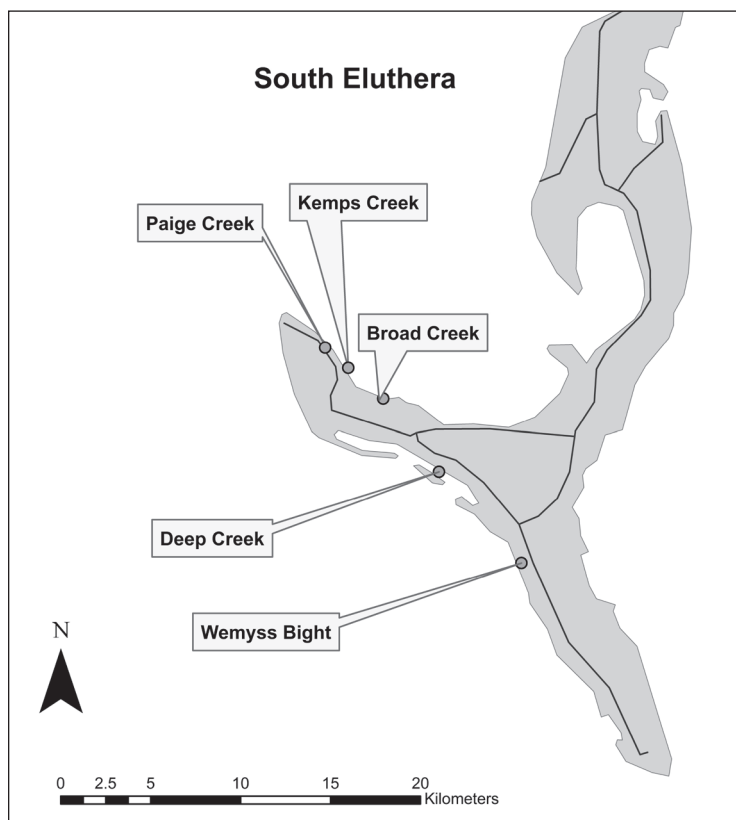 South Eluthera
Kemps Creek
Paige Creek
Broad Creek
Deep Creek
Wemyss Bight
N
0 2.5 5 10 15 20
Kilometers